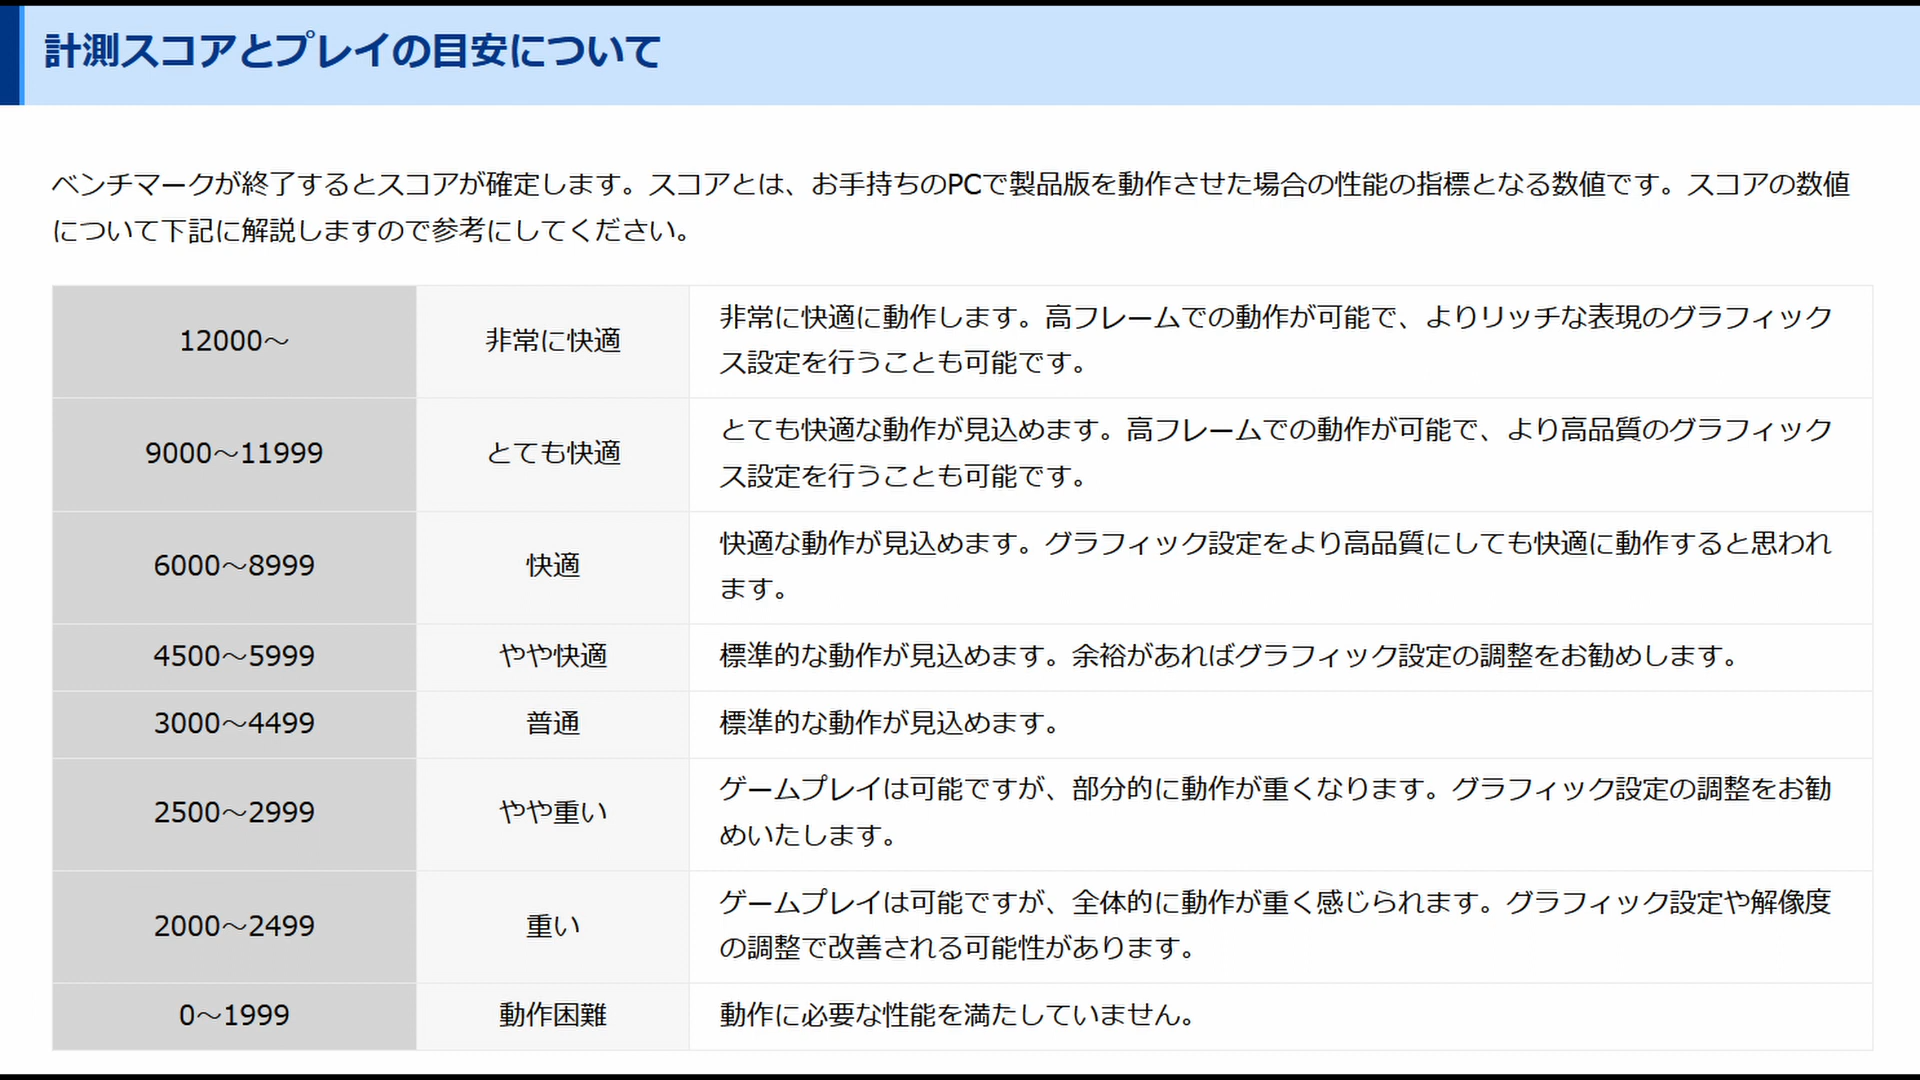 計測スコアとプレイの目安について
ベンチマークが終了するとスコアが確定します。スコアとは、お手持ちのPCで製品版を動作させた場合の性能の指標となる数値です。スコアの数値
について下記に解説しますので参考にしてください。
12000～
非常に快適
非常に快適に動作します。高フレームでの動作が可能で、よりリッチな表現のグラフィック
ス設定を行うことも可能です。
9000～11999
とても快適
とても快適な動作が見込めます。高フレームでの動作が可能で、より高品質のグラフィック
ス設定を行うことも可能です。
6000～8999
快適
快適な動作が見込めます。グラフィック設定をより高品質にしても快適に動作すると思われ
ます。
4500～5999
やや快適
標準的な動作が見込めます。余裕があればグラフィック設定の調整をお勧めします。
3000～4499
普通
標準的な動作が見込めます。
2500～2999
やや重い
ゲームプレイは可能ですが、部分的に動作が重くなります。グラフィック設定の調整をお勧
めいたします。
2000～2499
重い
ゲームプレイは可能ですが、全体的に動作が重く感じられます。グラフィック設定や解像度
の調整で改善される可能性があります。
0～1999
動作困難
動作に必要な性能を満たしていません。